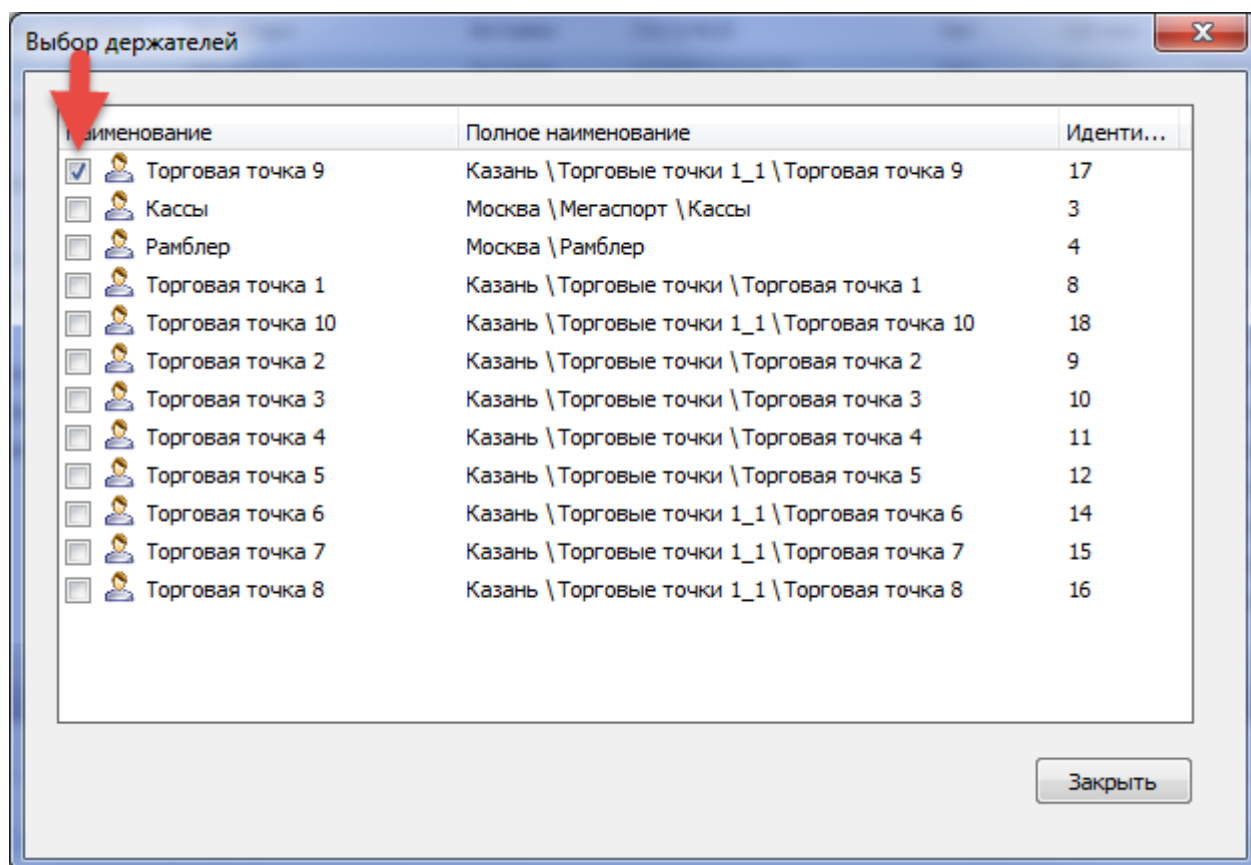 Выбор держателей
Наименование Полное наименование Иденти...
Торговая точка 9 Казань \Торговые точки 1_1 \Торговая точка 9 17
Кассы Москва \Мегаспорт \Кассы 3
Рамблер Москва \Рамблер 4
Торговая точка 1 Казань \Торговые точки \Торговая точка 1 8
Торговая точка 10 Казань \Торговые точки 1_1 \Торговая точка 10 18
Торговая точка 2 Казань \Торговые точки \Торговая точка 2 9
Торговая точка 3 Казань \Торговые точки \Торговая точка 3 10
Торговая точка 4 Казань \Торговые точки \Торговая точка 4 11
Торговая точка 5 Казань \Торговые точки \Торговая точка 5 12
Торговая точка 6 Казань \Торговые точки 1_1 \Торговая точка 6 14
Торговая точка 7 Казань \Торговые точки 1_1 \Торговая точка 7 15
Торговая точка 8 Казань \Торговые точки 1_1 \Торговая точка 8 16
Закрыть